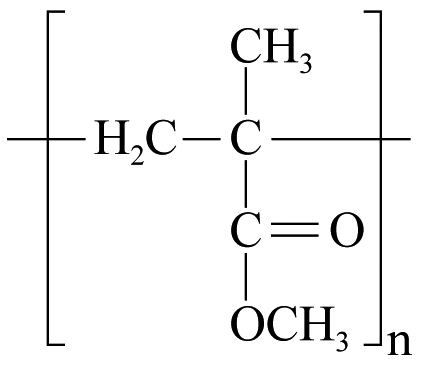 CH₃
H₂C—C
C=O
OCH₃
n